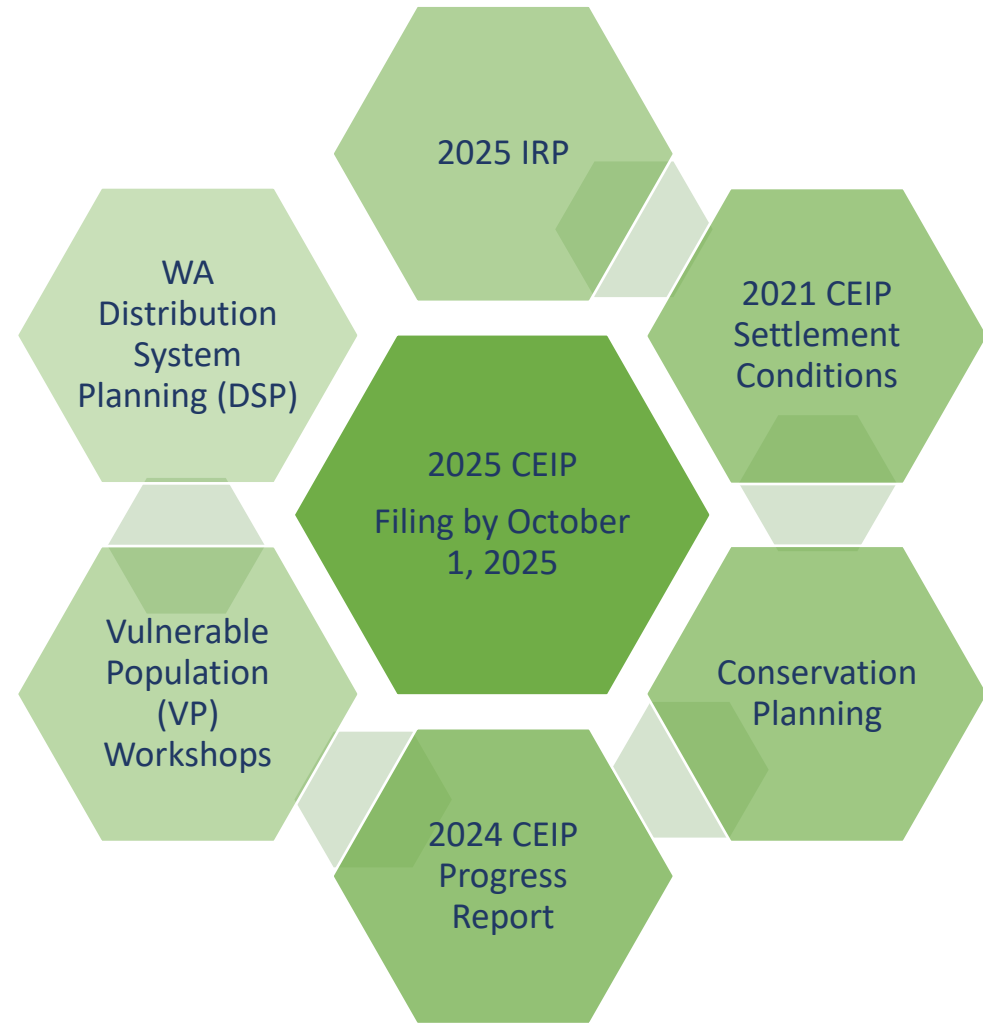 2025 IRP
2021 CEIP
Settlement
Conditions
Conservation
Planning
2024 CEIP
Progress
Report
Vulnerable
Population
(VP)
Workshops
WA
Distribution
System
Planning (DSP)
2025 CEIP
Filing by October
1, 2025